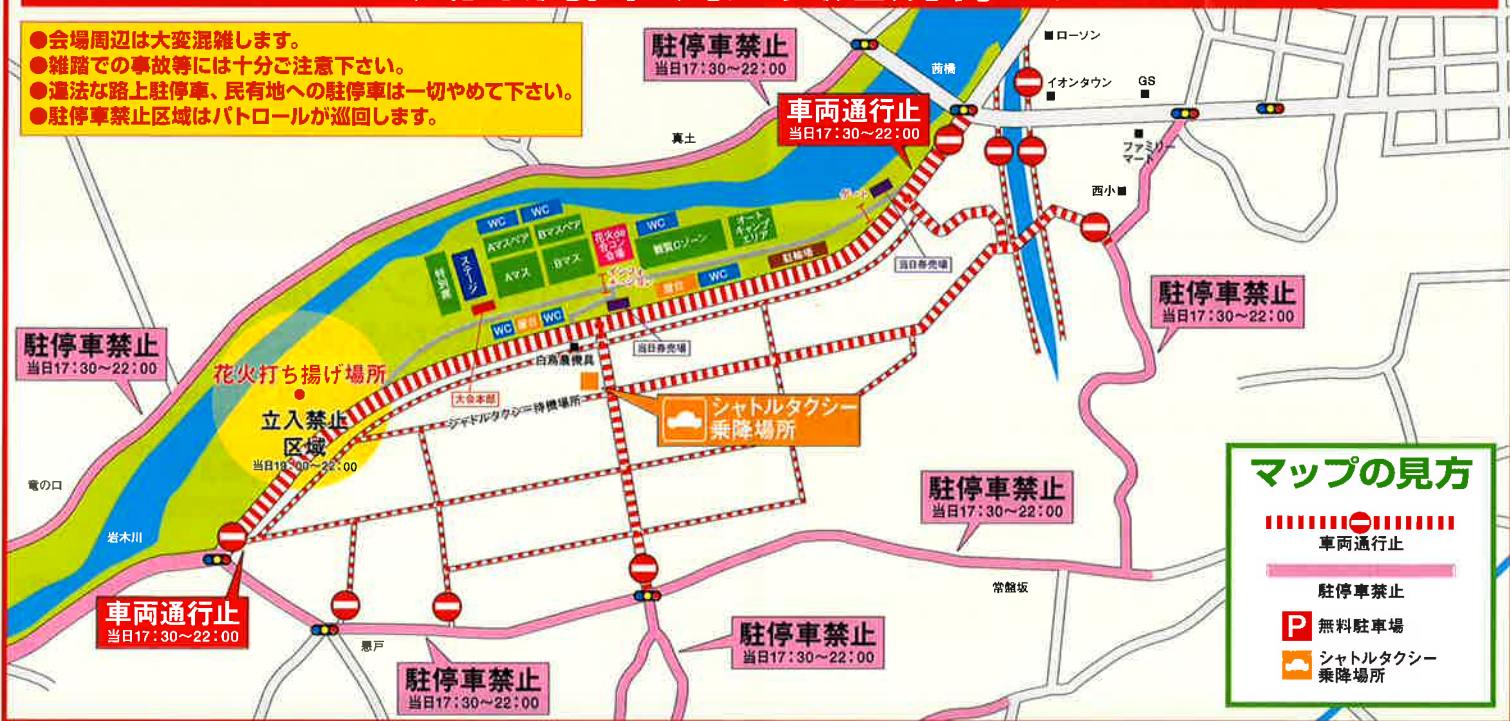 ●会場周辺は大変混雑します。
●雑踏での事故等には十分ご注意下さい。
●違法な路上駐停車、民有地への駐停車は一切やめて下さい。
●駐停車禁止区域はパトロールが巡回します。
駐停車禁止
当日17:30〜22:00
茜橋
■ローソン
イオンタウン
GS
車両通行止
当日17:30〜22:00
真土
ファミリー
マート
西小■
ゲート
WC
WC
Aマスペア
Bマスペア
花火de
合コン
会場
WC
観覧Cゾーン
オート
キャンプ
エリア
特別席
ステージ
Aマス
Bマス
駐輪場
当日券売場
インフォ
メーション
屋台
WC
WC
屋台
WC
当日券売場
白鳥農機具
大会本部
シャトルタクシー待機場所
シャトルタクシー
乗降場所
駐停車禁止
当日17:30〜22:00
駐停車禁止
当日17:30〜22:00
花火打ち揚げ場所
立入禁止
区域
当日19:00〜22:00
竜の口
岩木川
車両通行止
当日17:30〜22:00
悪戸
駐停車禁止
当日17:30〜22:00
駐停車禁止
当日17:30〜22:00
駐停車禁止
当日17:30〜22:00
常盤坂
マップの見方
車両通行止
駐停車禁止
P 無料駐車場
シャトルタクシー
乗降場所